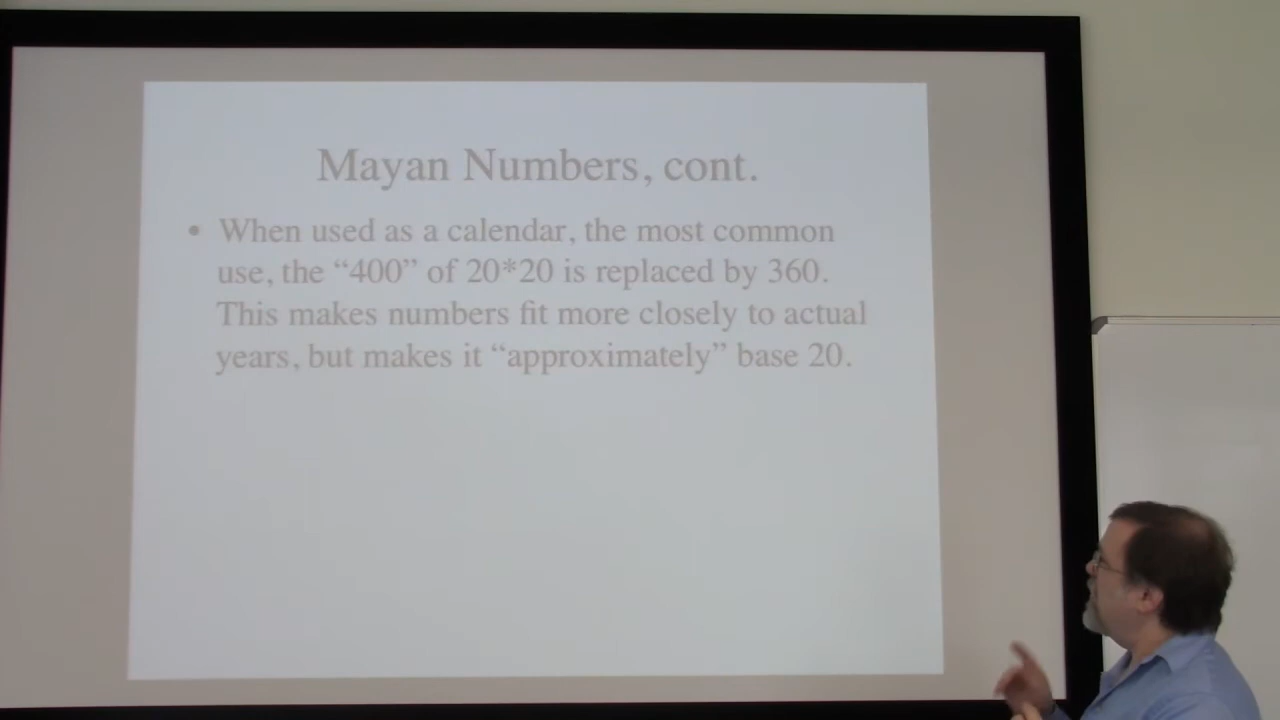 Mayan Numbers, cont.
• When used as a calendar, the most common
use, the “400” of 20*20 is replaced by 360.
This makes numbers fit more closely to actual
years, but makes it “approximately” base 20.